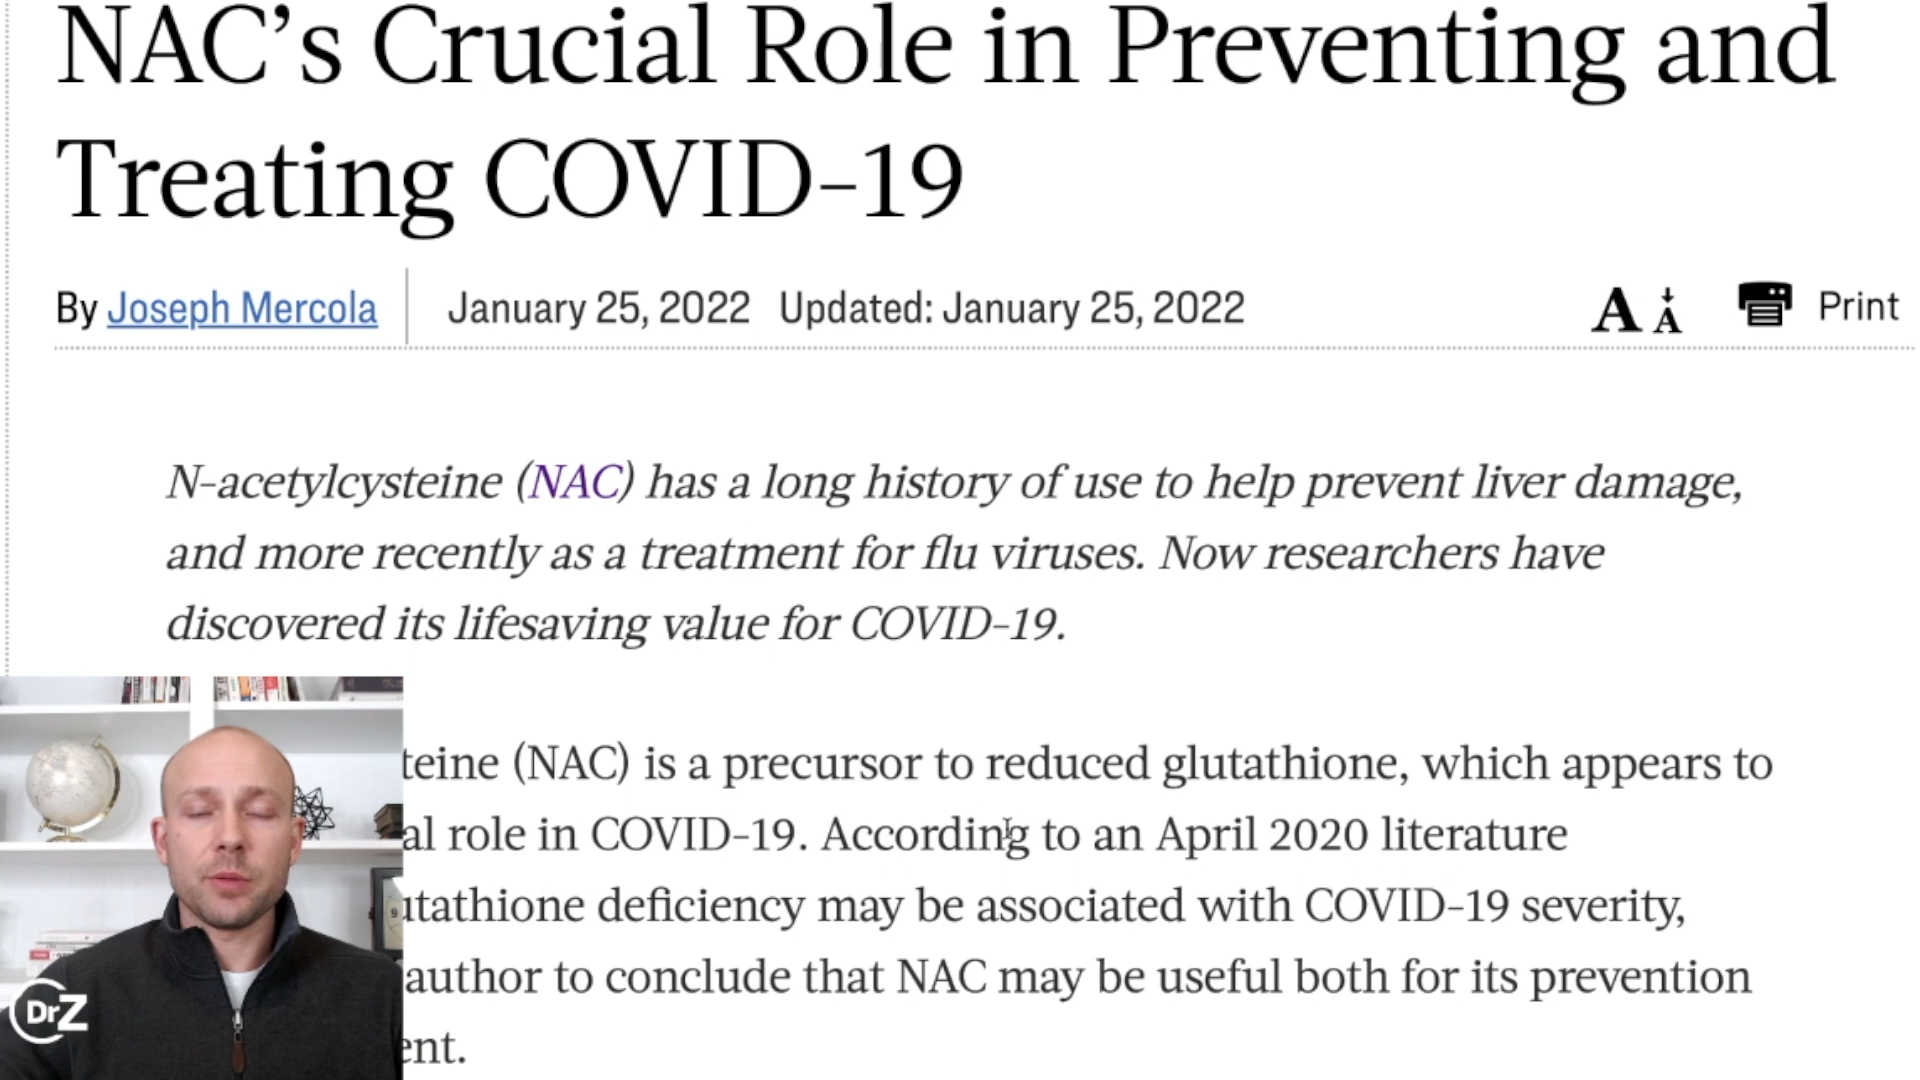 NAC’s Crucial Role in Preventing and
Treating COVID-19
By Joseph Mercola January 25, 2022 Updated: January 25, 2022 A A Print
N-acetylcysteine (NAC) has a long history of use to help prevent liver damage,
and more recently as a treatment for flu viruses. Now researchers have
discovered its lifesaving value for COVID-19.
teine (NAC) is a precursor to reduced glutathione, which appears to
al role in COVID-19. According to an April 2020 literature
utathione deficiency may be associated with COVID-19 severity,
author to conclude that NAC may be useful both for its prevention
ent.
9
DrZ